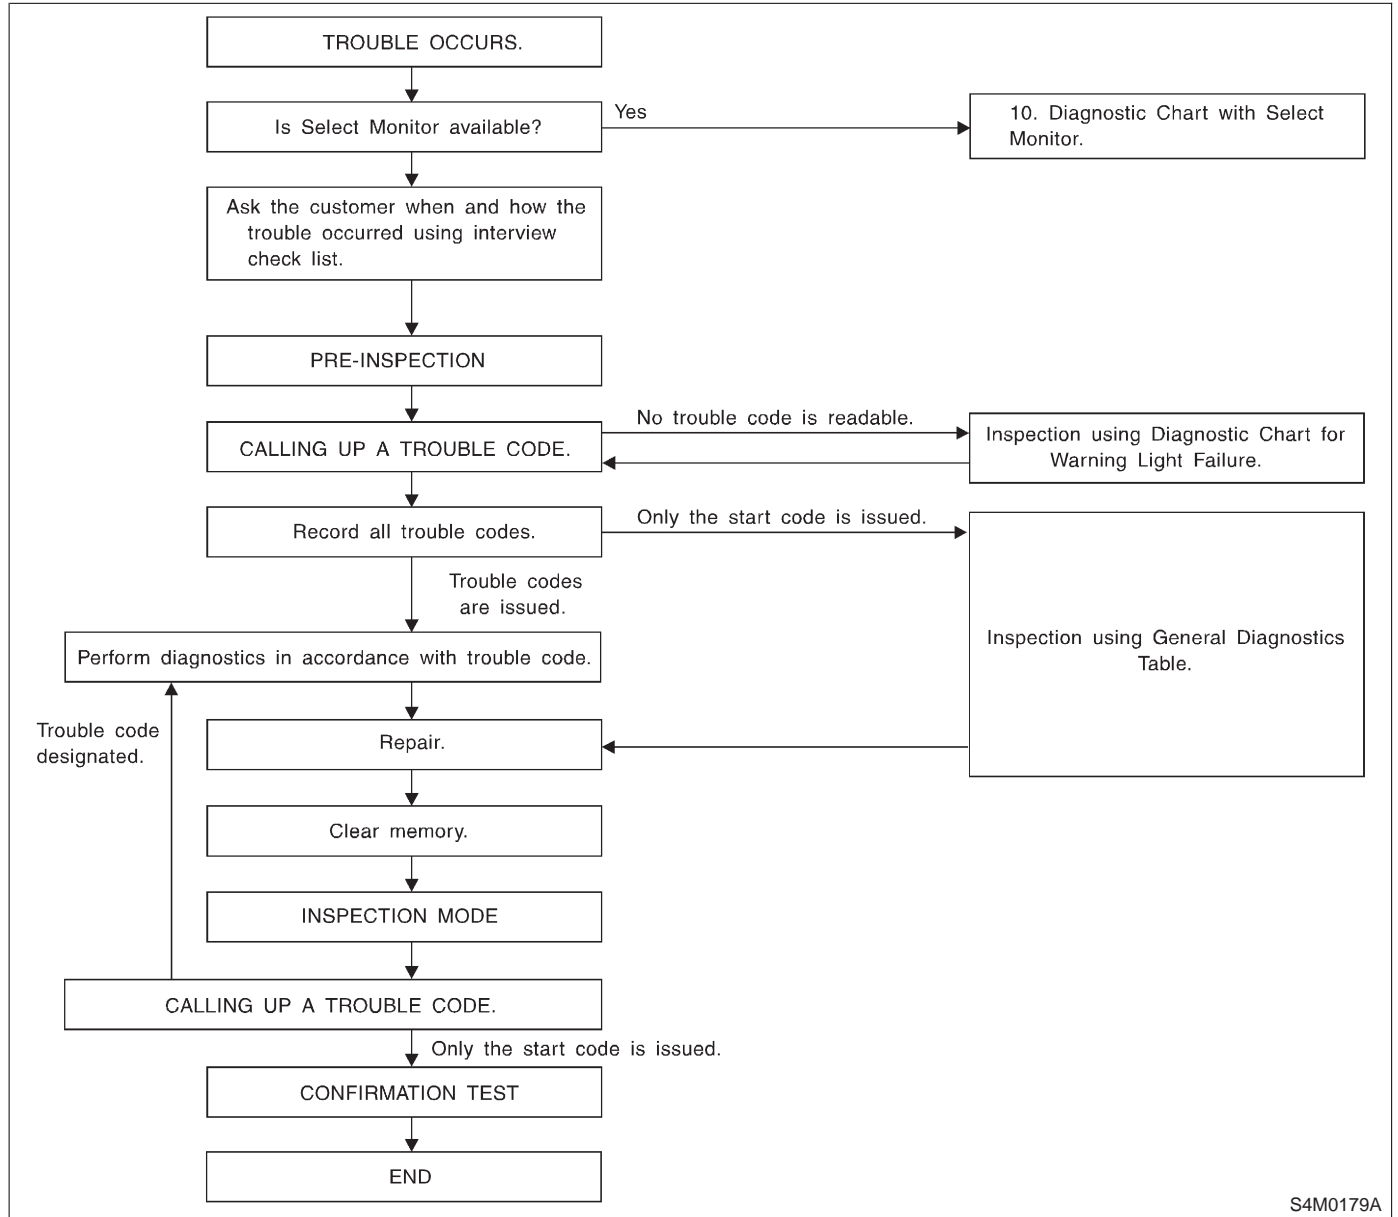 TROUBLE OCCURS.
Is Select Monitor available?
Yes
10. Diagnostic Chart with Select
Monitor.
Ask the customer when and how the
trouble occurred using interview
check list.
PRE-INSPECTION
CALLING UP A TROUBLE CODE.
No trouble code is readable.
Inspection using Diagnostic Chart for
Warning Light Failure.
Record all trouble codes.
Only the start code is issued.
Inspection using General Diagnostics
Table.
Trouble codes
are issued.
Perform diagnostics in accordance with trouble code.
Trouble code
designated.
Repair.
Clear memory.
INSPECTION MODE
CALLING UP A TROUBLE CODE.
Only the start code is issued.
CONFIRMATION TEST
END
S4M0179A